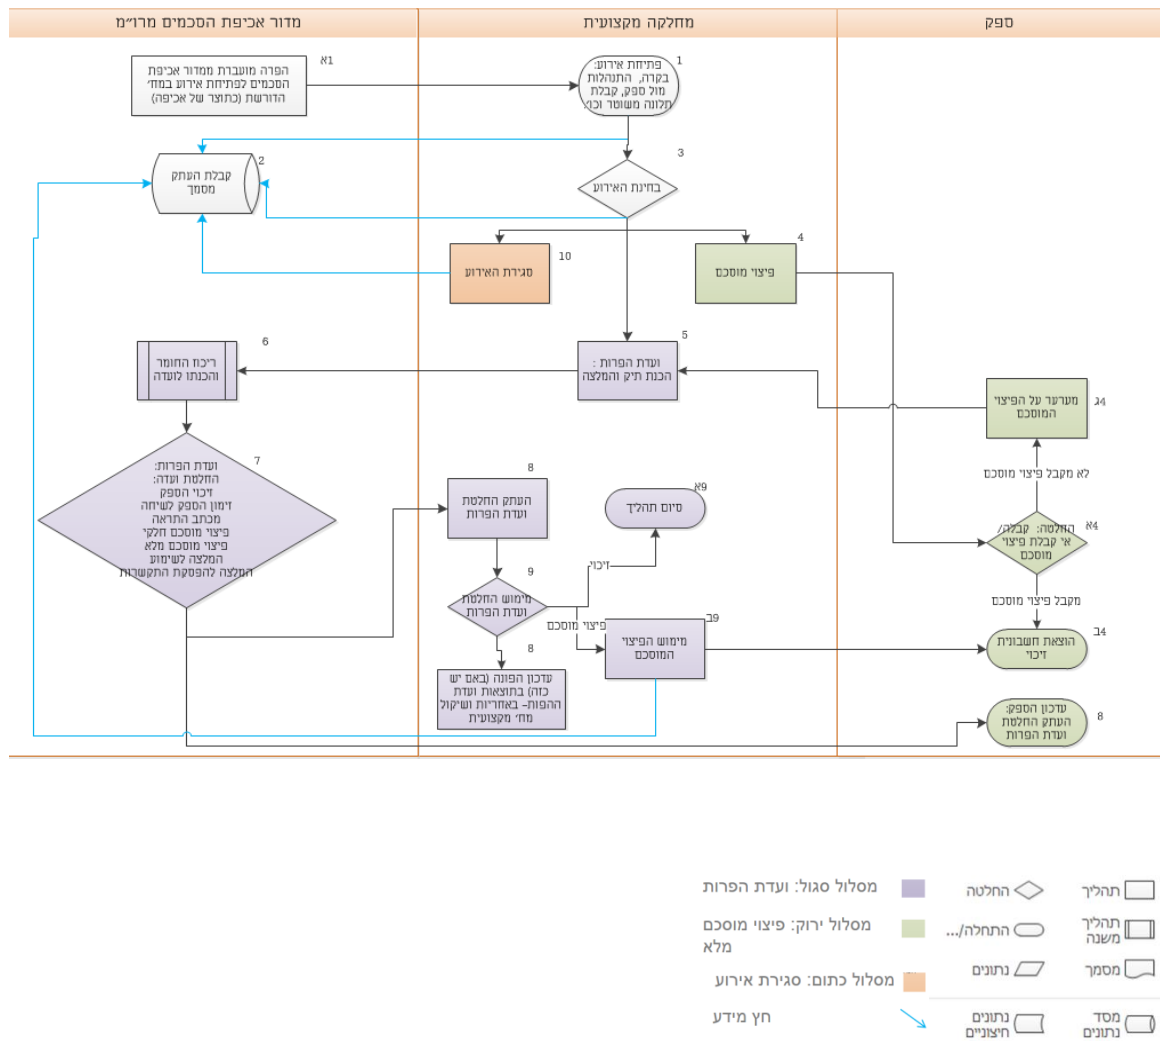 ספק
מחלקה מקצועית
מדור אכיפת הסכמים מרו״מ
1
פתיחת אירוע:
בקרה, התנהלות
מול ספק, קבלת
תלונה משוטר וכו׳.
1א
הפרה מועברת ממדור אכיפת
הסכמים לפתיחת אירוע במח׳
הדורשת (כתוצר של אכיפה)
2
קבלת העתק
מסמך
3
בחינת האירוע
4
פיצוי מוסכם
10
סגירת האירוע
5
ועדת הפרות :
הכנת תיק והמלצה
6
ריכוז החומר
והכנתו לועדה
4ג
מערער על הפיצוי
המוסכם
לא מקבל פיצוי מוסכם
4א
החלטה: קבלה/
אי קבלת פיצוי
מוסכם
מקבל פיצוי מוסכם
4ב
הוצאת חשבונית
זיכוי
7
ועדת הפרות:
החלטת ועדה:
זיכוי הספק
זימון הספק לשיחה
מכתב התראה
פיצוי מוסכם חלקי
פיצוי מוסכם מלא
המלצה לשימוע
המלצה להפסקת התקשרות
8
העתק החלטת
ועדת הפרות
9א
סיום תהליך
זיכוי
9
מימוש החלטת
ועדת הפרות
פיצוי מוסכם
9ב
מימוש הפיצוי
המוסכם
8
עדכון הפונה (באם יש
כזה) בתוצאות ועדת
ההפות- באחריות ושיקול
מח׳ מקצועית
8
עדכון הספק:
העתק החלטת
ועדת הפרות
תהליך
החלטה
מסלול סגול: ועדת הפרות
תהליך
משנה
התחלה/...
מסלול ירוק: פיצוי מוסכם
מלא
מסמך
נתונים
מסלול כתום: סגירת אירוע
מסד
נתונים
נתונים
חיצוניים
חץ מידע